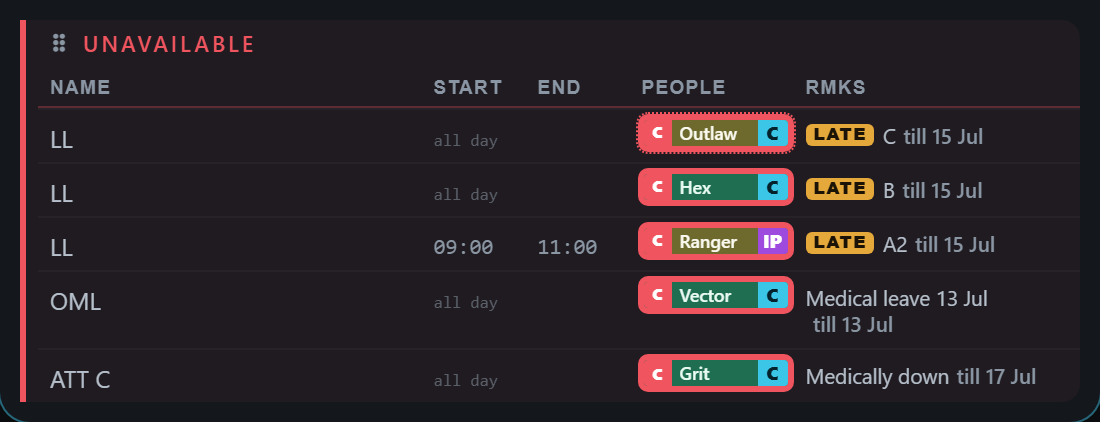 UNAVAILABLE
NAME START END PEOPLE RMKS
LL all day C Outlaw C LATE C till 15 Jul
LL all day C Hex C LATE B till 15 Jul
LL 09:00 11:00 C Ranger IP LATE A2 till 15 Jul
OML all day C Vector C Medical leave 13 Jul
till 13 Jul
ATT C all day C Grit C Medically down till 17 Jul